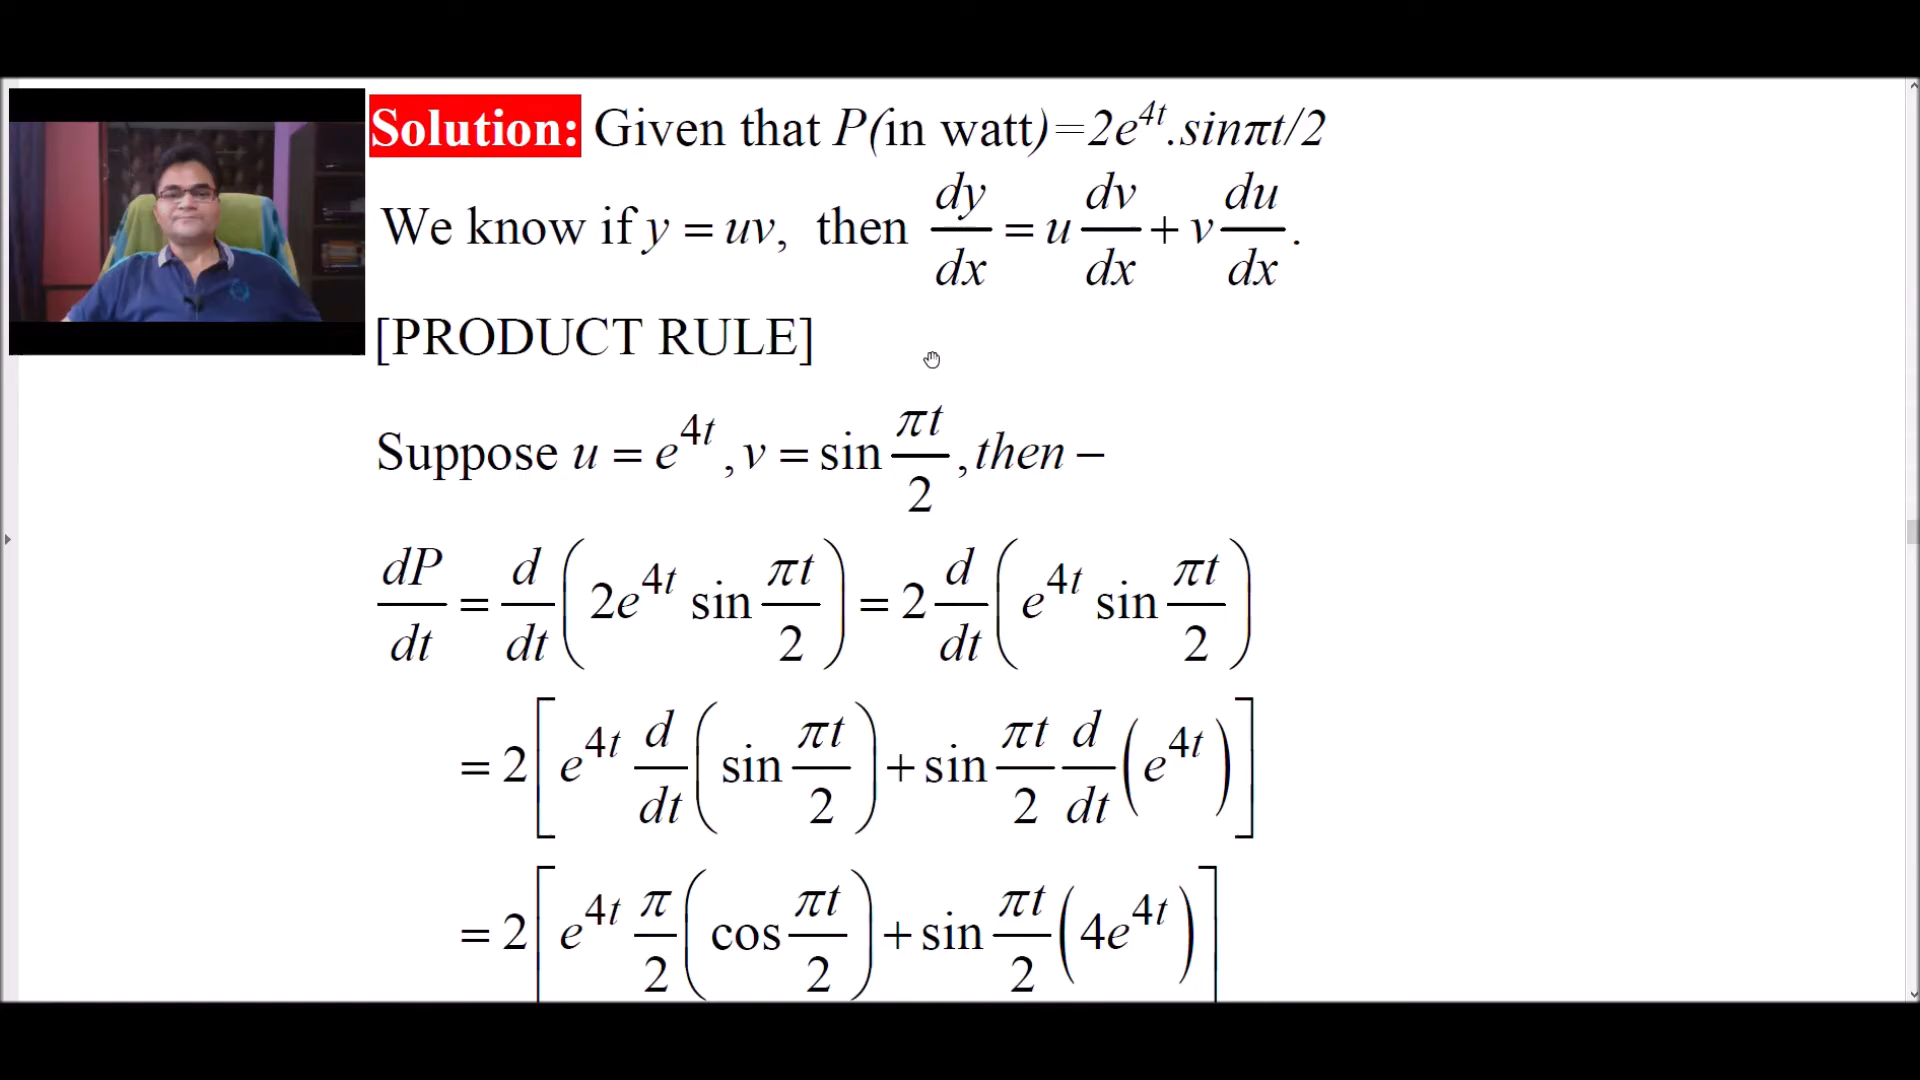 Solution: Given that P(in watt)=2e^{4t}.sinπt/2
We know if y = uv, then dy/dx = u dv/dx + v du/dx.
[PRODUCT RULE]
Suppose u = e^{4t}, v = sin πt/2, then −
dP/dt = d/dt (2e^{4t} sin πt/2) = 2 d/dt (e^{4t} sin πt/2)
= 2[e^{4t} d/dt (sin πt/2) + sin πt/2 d/dt (e^{4t})]
= 2[e^{4t} π/2 (cos πt/2) + sin πt/2 (4e^{4t})]